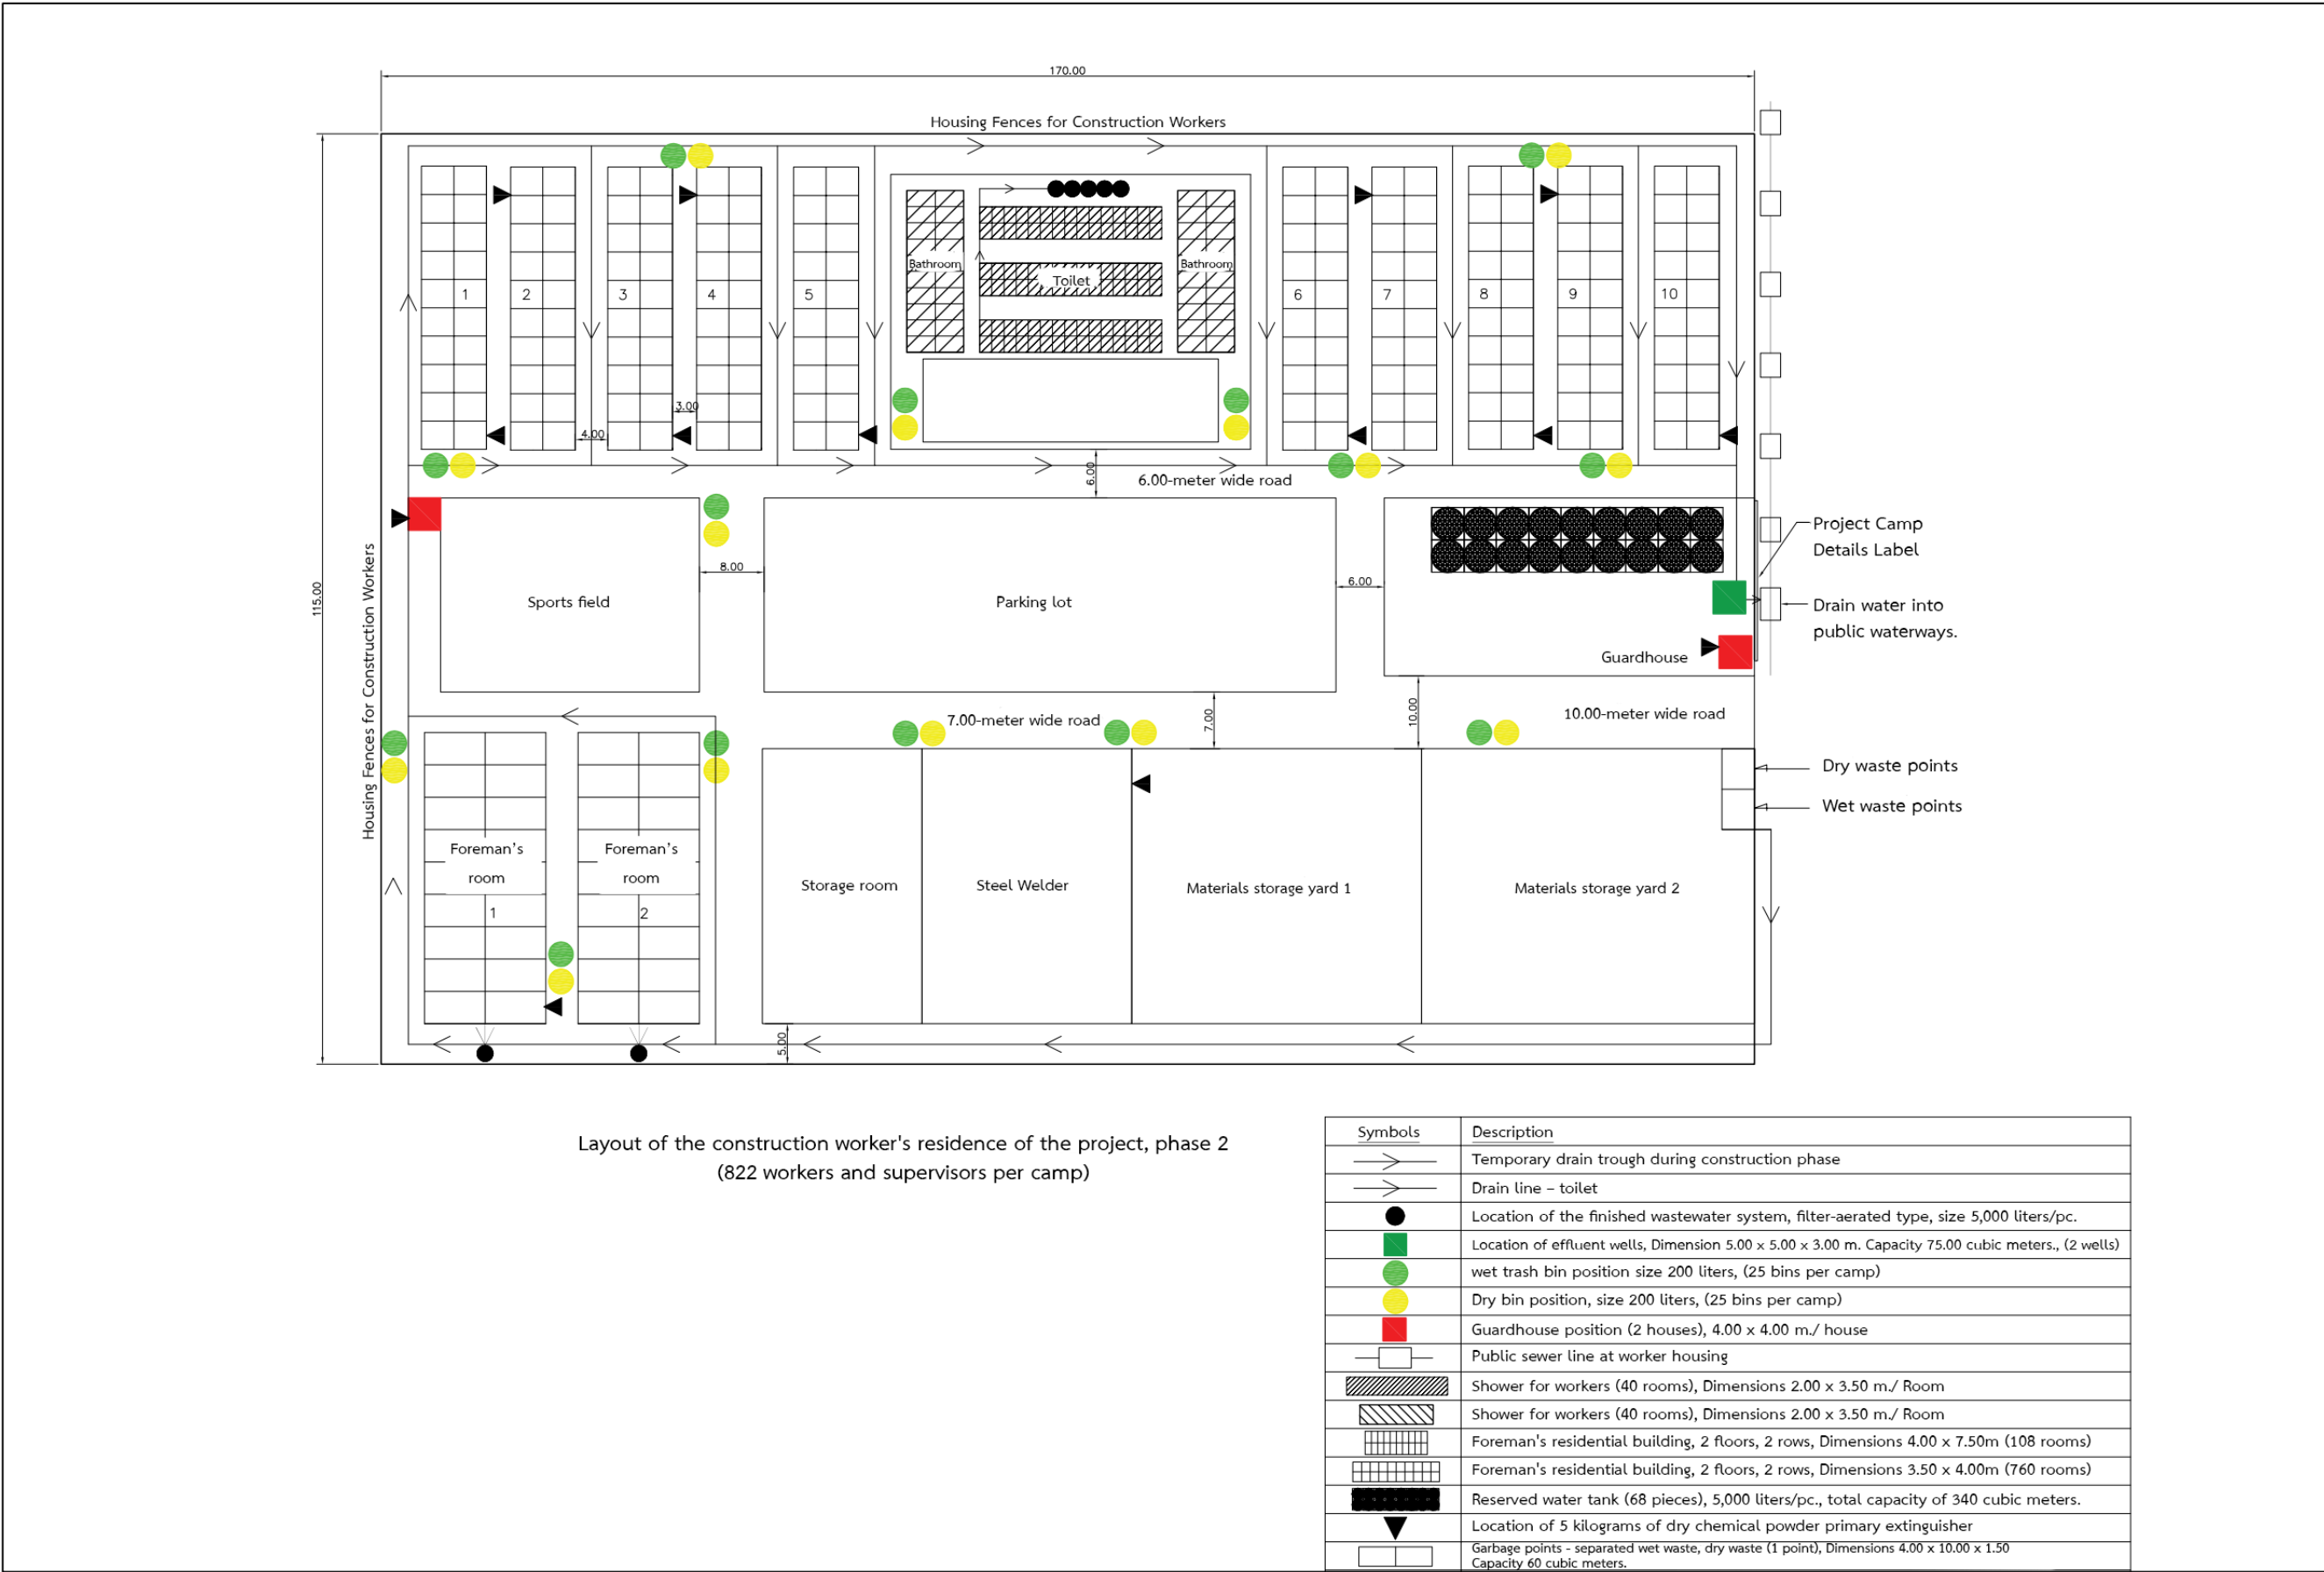 170.00
Housing Fences for Construction Workers
115.00
Housing Fences for Construction Workers
1
2
3
4
5
Bathroom
Toilet
Bathroom
6
7
8
9
10
3.00
4.00
6.00
6.00-meter wide road
Sports field
8.00
Parking lot
6.00
Guardhouse
Project Camp
Details Label
Drain water into
public waterways.
7.00-meter wide road
7.00
10.00
10.00-meter wide road
Dry waste points
Wet waste points
Foreman's
room
1
Foreman's
room
2
Storage room
Steel Welder
Materials storage yard 1
Materials storage yard 2
5.00
Layout of the construction worker's residence of the project, phase 2
(822 workers and supervisors per camp)
Symbols Description
Temporary drain trough during construction phase
Drain line – toilet
Location of the finished wastewater system, filter-aerated type, size 5,000 liters/pc.
Location of effluent wells, Dimension 5.00 x 5.00 x 3.00 m. Capacity 75.00 cubic meters., (2 wells)
wet trash bin position size 200 liters, (25 bins per camp)
Dry bin position, size 200 liters, (25 bins per camp)
Guardhouse position (2 houses), 4.00 x 4.00 m./ house
Public sewer line at worker housing
Shower for workers (40 rooms), Dimensions 2.00 x 3.50 m./ Room
Shower for workers (40 rooms), Dimensions 2.00 x 3.50 m./ Room
Foreman's residential building, 2 floors, 2 rows, Dimensions 4.00 x 7.50m (108 rooms)
Foreman's residential building, 2 floors, 2 rows, Dimensions 3.50 x 4.00m (760 rooms)
Reserved water tank (68 pieces), 5,000 liters/pc., total capacity of 340 cubic meters.
Location of 5 kilograms of dry chemical powder primary extinguisher
Garbage points - separated wet waste, dry waste (1 point), Dimensions 4.00 x 10.00 x 1.50
Capacity 60 cubic meters.